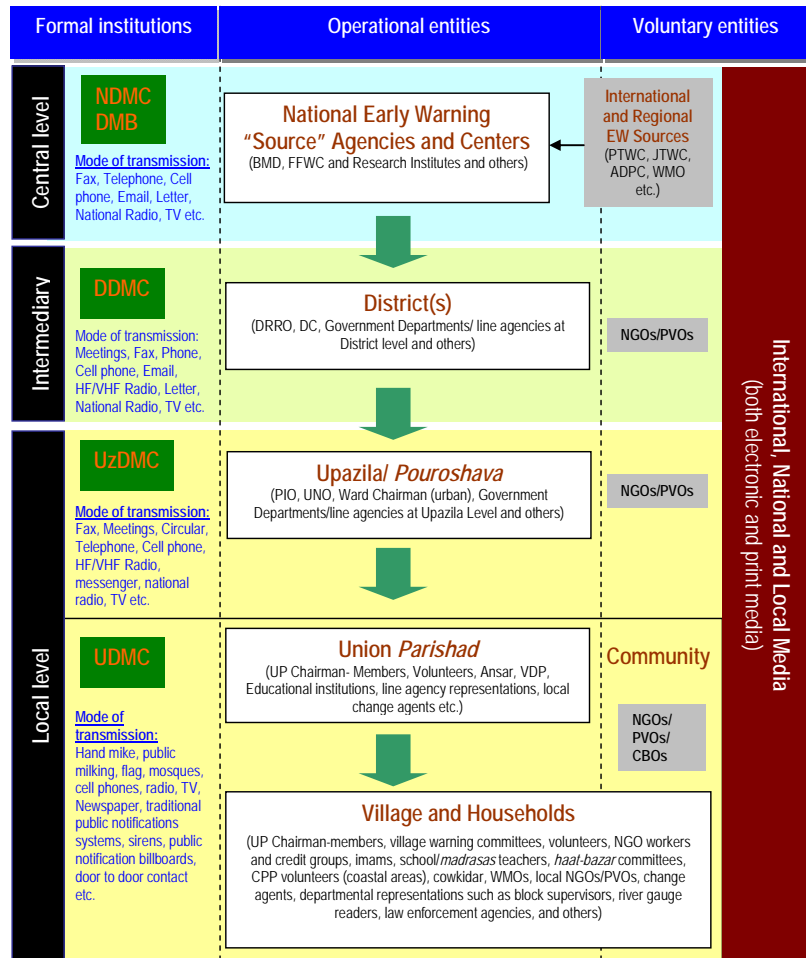 Formal institutions
Operational entities
Voluntary entities
Central level
NDMC
DMB
Mode of transmission:
Fax, Telephone, Cell
phone, Email, Letter,
National Radio, TV etc.
National Early Warning
“Source” Agencies and Centers
(BMD, FFWC and Research Institutes and others)
International
and Regional
EW Sources
(PTWC, JTWC,
ADPC, WMO
etc.)
Intermediary
DDMC
Mode of transmission:
Meetings, Fax, Phone,
Cell phone, Email,
HF/VHF Radio, Letter,
National Radio, TV etc.
District(s)
(DRRO, DC, Government Departments/ line agencies at
District level and others)
NGOs/PVOs
Local level
UzDMC
Mode of transmission:
Fax, Meetings, Circular,
Telephone, Cell phone,
HF/VHF Radio,
messenger, national
radio, TV etc.
Upazila/ Pouroshava
(PIO, UNO, Ward Chairman (urban), Government
Departments/line agencies at Upazila Level and others)
NGOs/PVOs
UDMC
Mode of
transmission:
Hand mike, public
milking, flag, mosques,
cell phones, radio, TV,
Newspaper, traditional
public notifications
systems, sirens, public
notification billboards,
door to door contact
etc.
Union Parishad
(UP Chairman- Members, Volunteers, Ansar, VDP,
Educational institutions, line agency representations, local
change agents etc.)
Community
NGOs/
PVOs/
CBOs
Village and Households
(UP Chairman-members, village warning committees, volunteers, NGO workers
and credit groups, imams, school/madrasas teachers, haat-bazar committees,
CPP volunteers (coastal areas), cowkidar, WMOs, local NGOs/PVOs, change
agents, departmental representations such as block supervisors, river gauge
readers, law enforcement agencies, and others)
International, National and Local Media
(both electronic and print media)